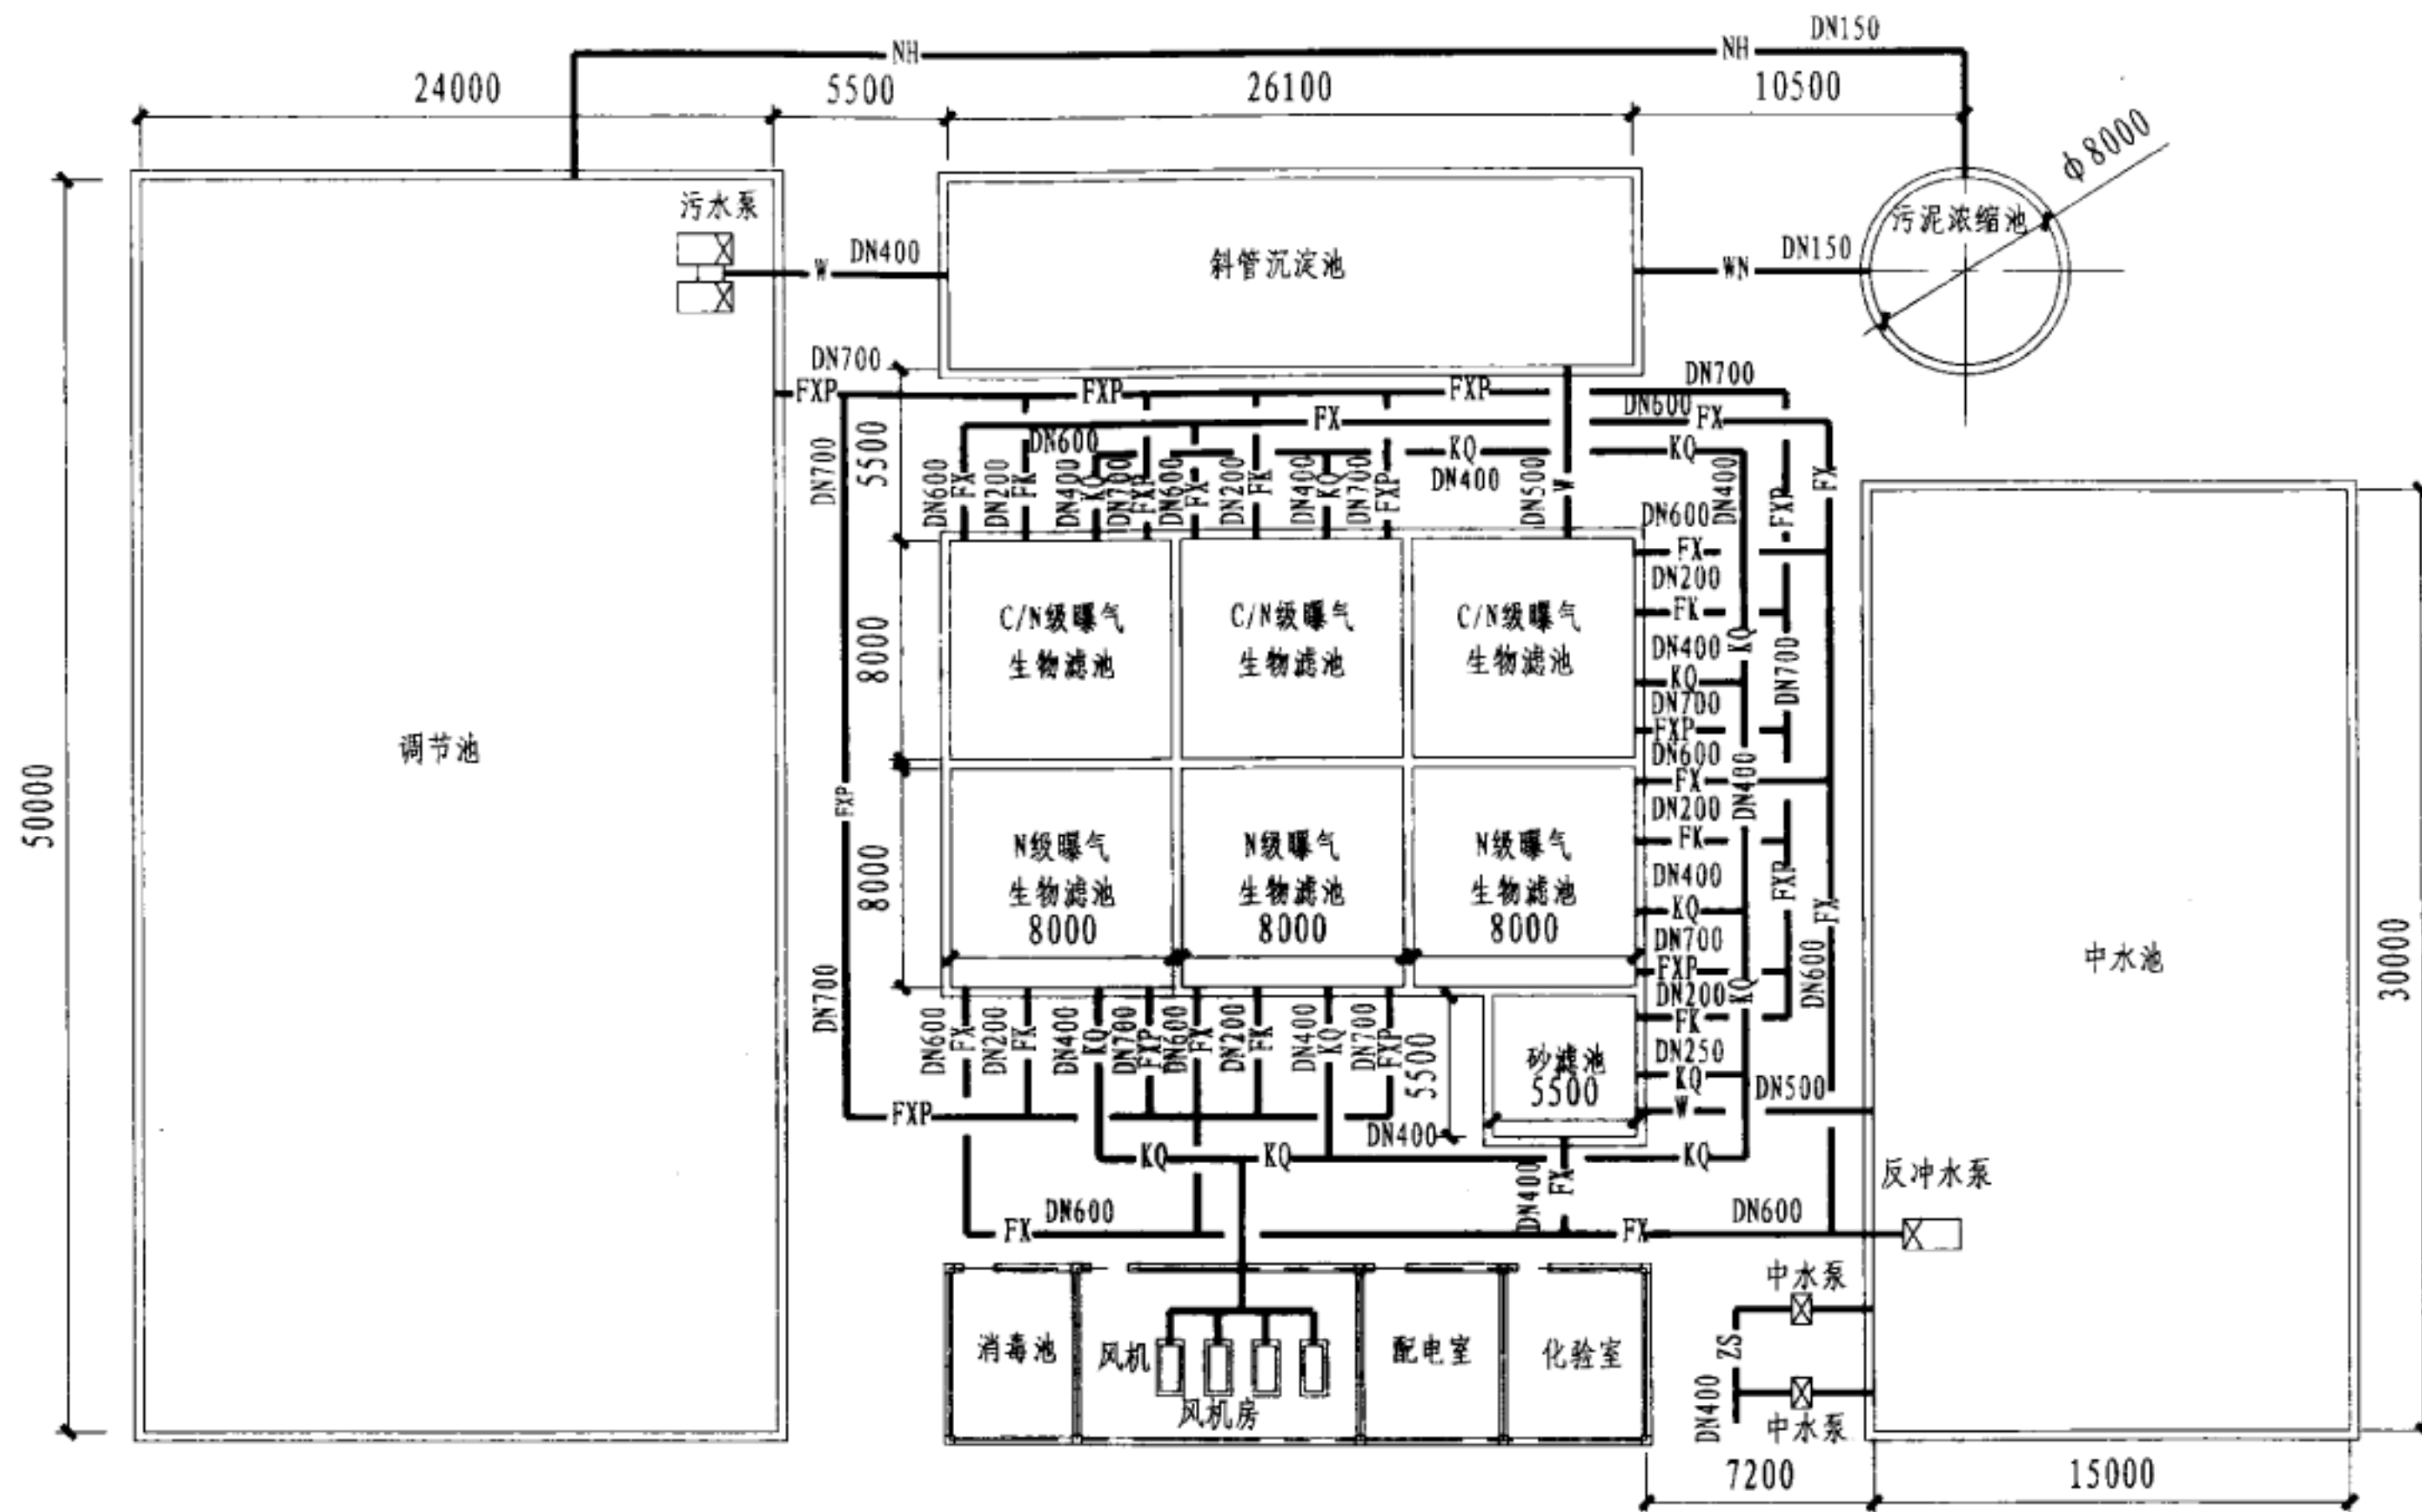 NH
NH
DN150
24000
5500
26100
10500
φ8000
污水泵
DN400
W
斜管沉淀池
WN
DN150
污泥浓缩池
DN700
FXP
FXP
FXP
DN700
FX
DN600
FX
DN600
KQ
KQ
DN400
DN700
5500
DN600
FX
DN200
FK
DN400
KQ
DN700
FXP
DN600
FX
DN200
FK
DN400
KQ
DN700
FXP
DN500
W
DN400
FXP
FX
DN600
FX
DN200
FK
DN400
KQ
DN700
FXP
DN600
FX
DN200
FK
DN400
KQ
DN700
FXP
DN200
FK
DN250
KQ
W
DN500
KQ
DN400
KQ
DN700
FXP
FX
DN600
C/N级曝气
生物滤池
C/N级曝气
生物滤池
C/N级曝气
生物滤池
8000
调节池
50000
FXP
N级曝气
生物滤池
8000
N级曝气
生物滤池
8000
N级曝气
生物滤池
8000
8000
中水池
30000
DN700
DN600
FX
DN200
FK
DN400
KQ
DN700
FXP
DN600
FX
DN200
FK
DN400
KQ
DN700
FXP
5500
砂滤池
5500
FXP
DN400
KQ
KQ
KQ
DN400
FX
反冲水泵
FX
DN600
FX
DN600
中水泵
消毒池
风机
风机房
配电室
化验室
ZS
DN400
中水泵
7200
15000